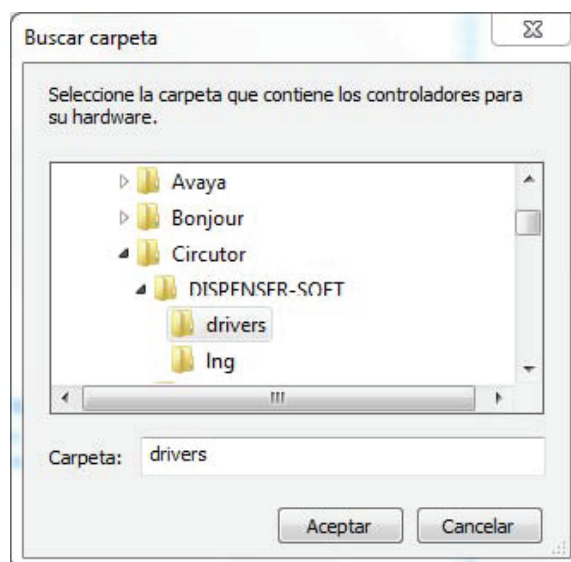 Buscar carpeta
Seleccione la carpeta que contiene los controladores para
su hardware.
Avaya
Bonjour
Circutor
DISPENSER-SOFT
drivers
lng
Carpeta: drivers
Aceptar Cancelar